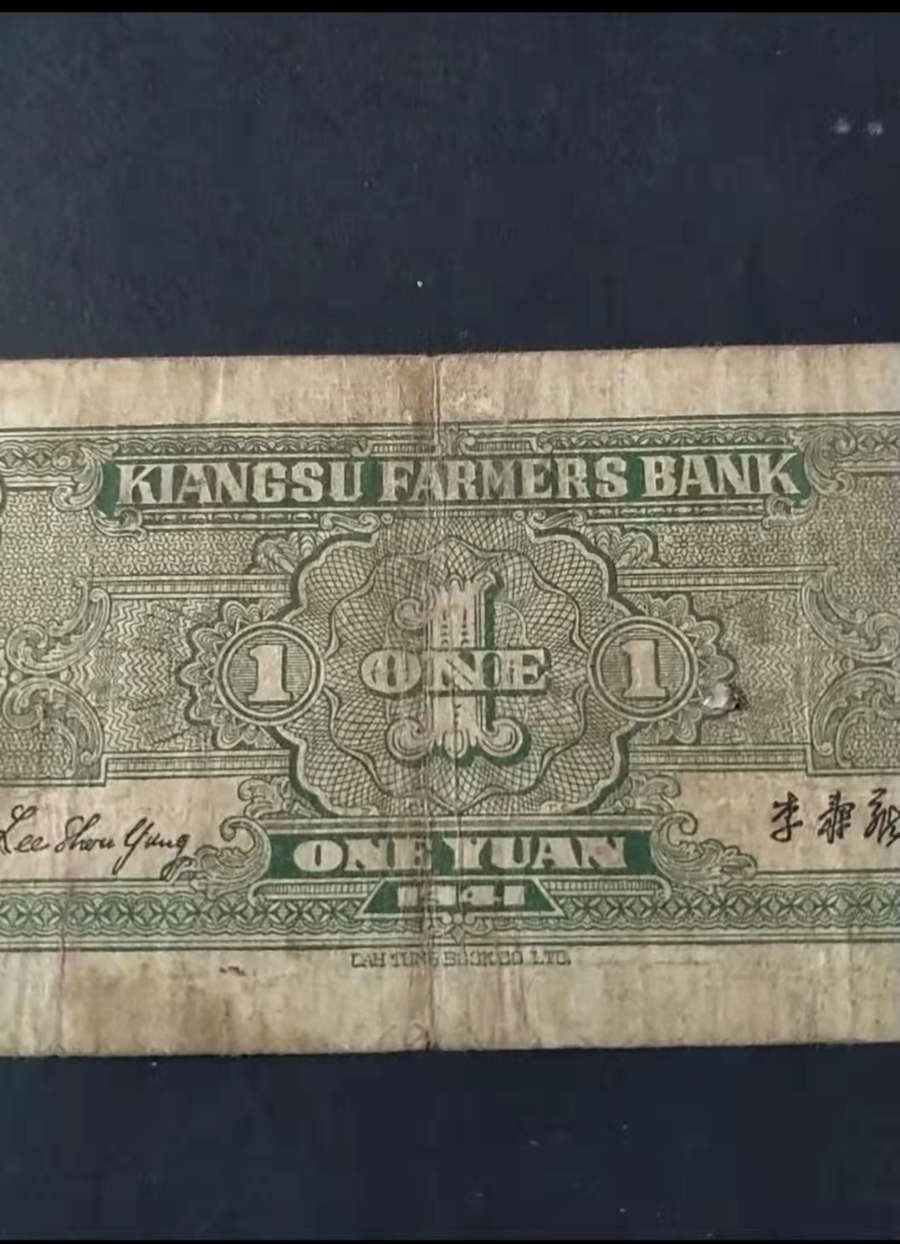 KIANGSU FARMERS BANK
1 ONE 1
Lee Shou Yung
李壽
ONE YUAN
1941
DAH TUNG BOOK CO. LTD.